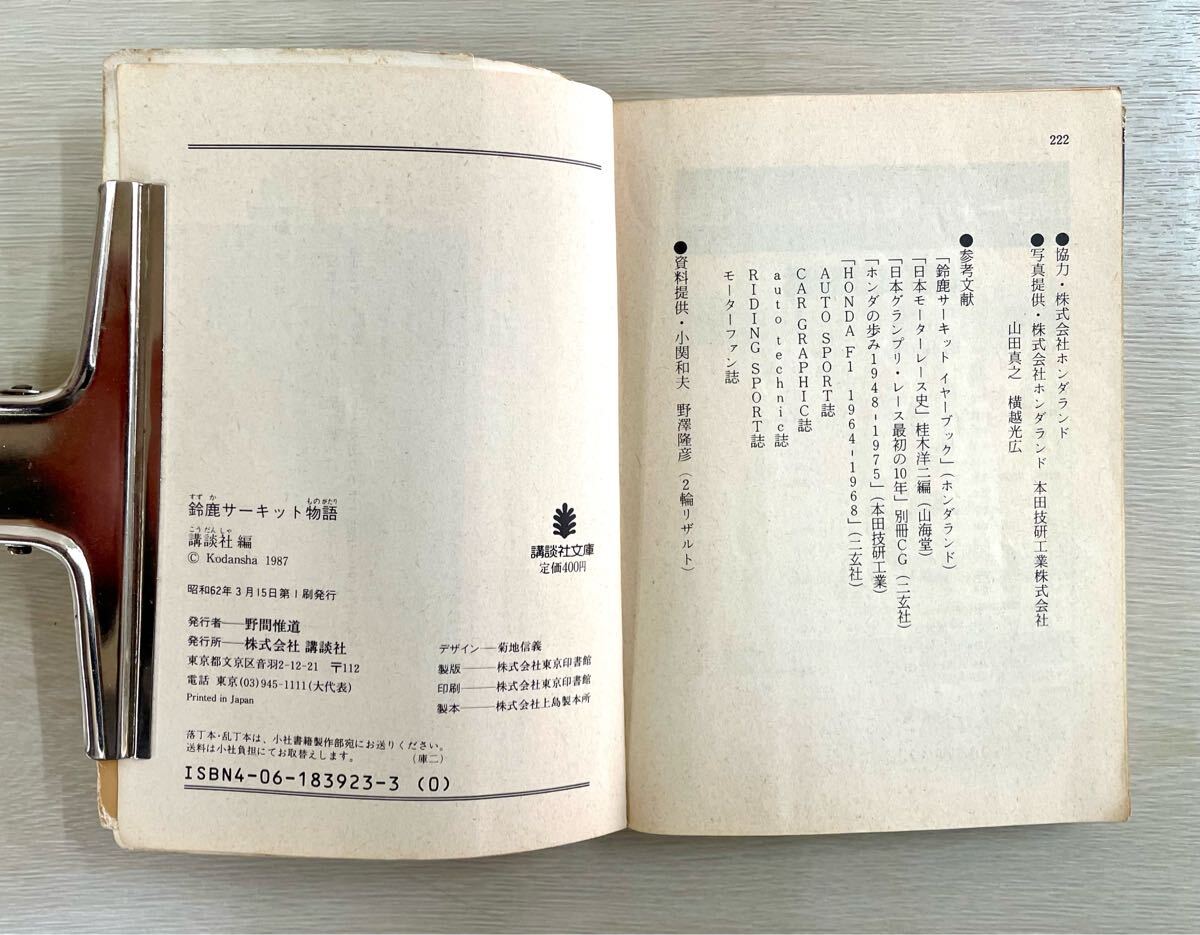 222
●協力・株式会社ホンダランド
●写真提供・株式会社ホンダランド 本田技研工業株式会社
山田真之 横越光広
●参考文献
「鈴鹿サーキット イヤーブック」(ホンダランド)
「日本モーターレース史」桂木洋二編(山海堂)
「日本グランプリ・レース最初の10年」別冊CG(二玄社)
「ホンダの歩み1948-1975」(本田技研工業)
「HONDA F1 1964-1968」(二玄社)
AUTO SPORT誌
CAR GRAPHIC誌
auto technic誌
RIDING SPORT誌
モーターファン誌
●資料提供・小関和夫 野澤隆彦(2輪リザルト)
すずか ものがたり
鈴鹿サーキット物語
こうだんしゃ
講談社 編
© Kodansha 1987
講談社文庫
定価400円
昭和62年3月15日第1刷発行
発行者──野間惟道
発行所──株式会社 講談社
東京都文京区音羽2-12-21 〒112
電話 東京(03)945-1111(大代表)
Printed in Japan
デザイン─菊地信義
製版──株式会社東京印書館
印刷──株式会社東京印書館
製本──株式会社上島製本所
落丁本・乱丁本は、小社書籍製作部宛にお送りください。
送料は小社負担にてお取替えします。 (庫二)
ISBN4-06-183923-3 (0)